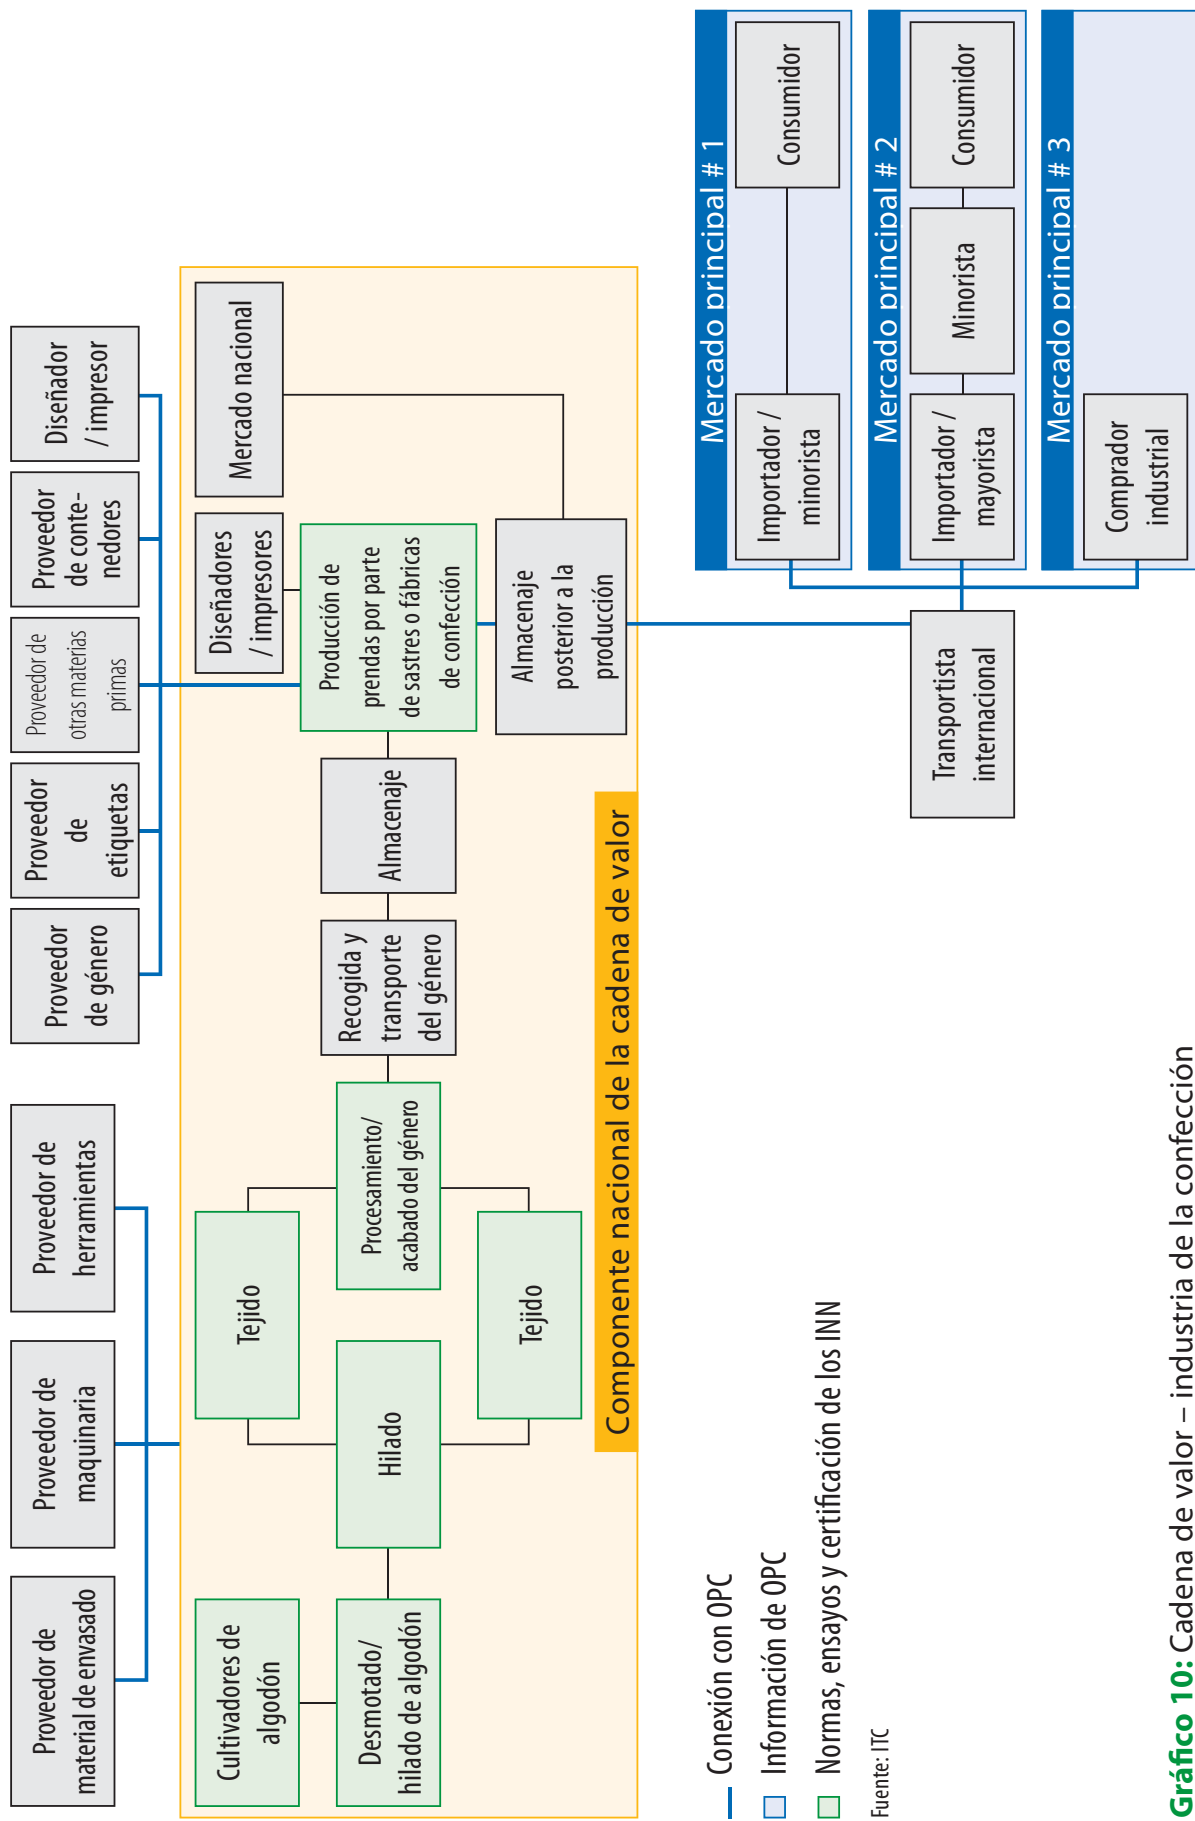 Proveedor de
material de envasado
Proveedor de
maquinaria
Proveedor de
herramientas
Proveedor
de género
Proveedor
de
etiquetas
Proveedor de
otras materias
primas
Proveedor
de conte-
nedores
Diseñador
/ impresor
Cultivadores de
algodón
Desmotado/
hilado de algodón
Hilado
Tejido
Tejido
Procesamiento/
acabado del género
Recogida y
transporte
del género
Almacenaje
Diseñadores
/ impresores
Producción de
prendas por parte
de sastres o fábricas
de confección
Almacenaje
posterior a la
producción
Mercado nacional
Componente nacional de la cadena de valor
Transportista
internacional
Mercado principal # 1
Importador /
minorista
Consumidor
Mercado principal # 2
Importador /
mayorista
Minorista
Consumidor
Mercado principal # 3
Comprador
industrial
Conexión con OPC
Información de OPC
Normas, ensayos y certificación de los INN
Fuente: ITC
Gráfico 10: Cadena de valor – industria de la confección